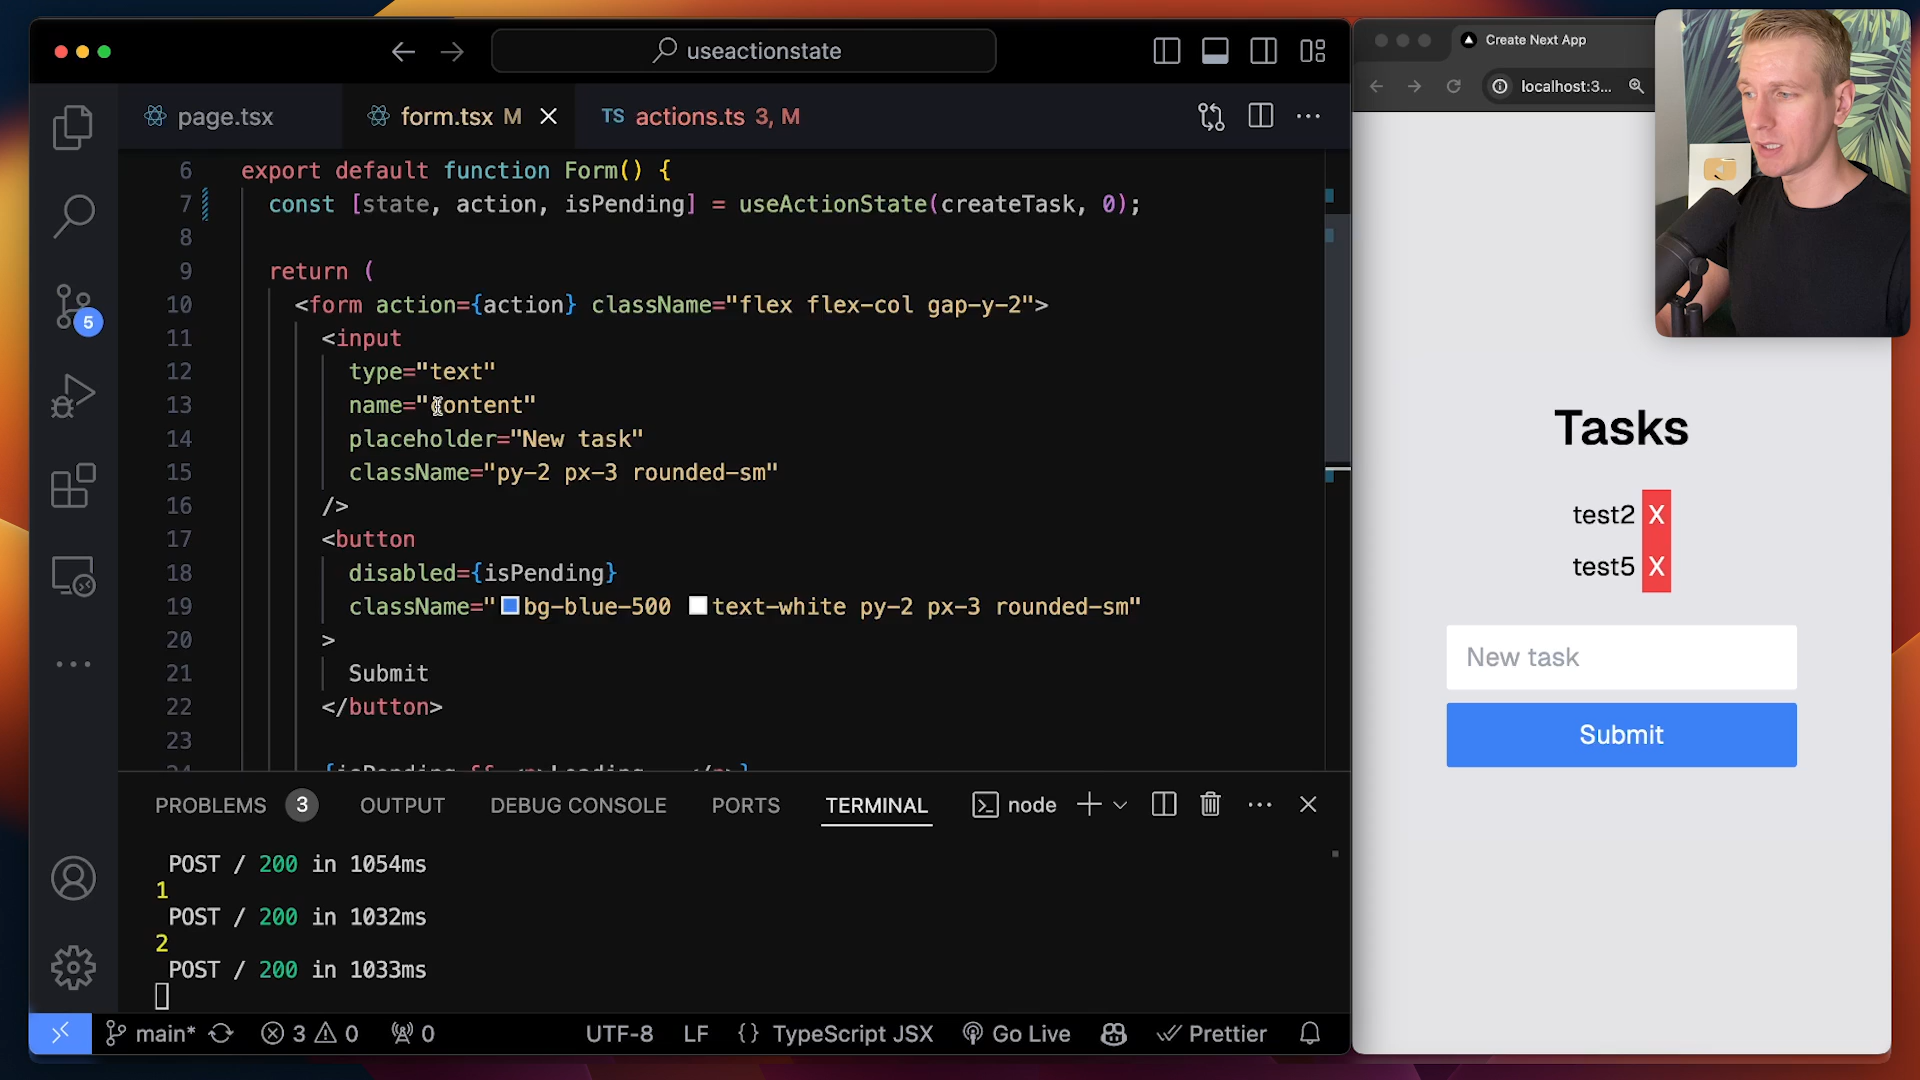 useactionstate
page.tsx
form.tsx M
TS actions.ts 3, M
6 export default function Form() {
7 const [state, action, isPending] = useActionState(createTask, 0);
8
9 return (
10 <form action={action} className="flex flex-col gap-y-2">
11 <input
12 type="text"
13 name="content"
14 placeholder="New task"
15 className="py-2 px-3 rounded-sm"
16 />
17 <button
18 disabled={isPending}
19 className="bg-blue-500 text-white py-2 px-3 rounded-sm"
20 >
21 Submit
22 </button>
23
5
PROBLEMS 3
OUTPUT
DEBUG CONSOLE
PORTS
TERMINAL
node
POST / 200 in 1054ms
1
POST / 200 in 1032ms
2
POST / 200 in 1033ms
main*
3 0
0
UTF-8
LF
{} TypeScript JSX
Go Live
Prettier
Create Next App
localhost:3...
Tasks
test2 X
test5 X
New task
Submit